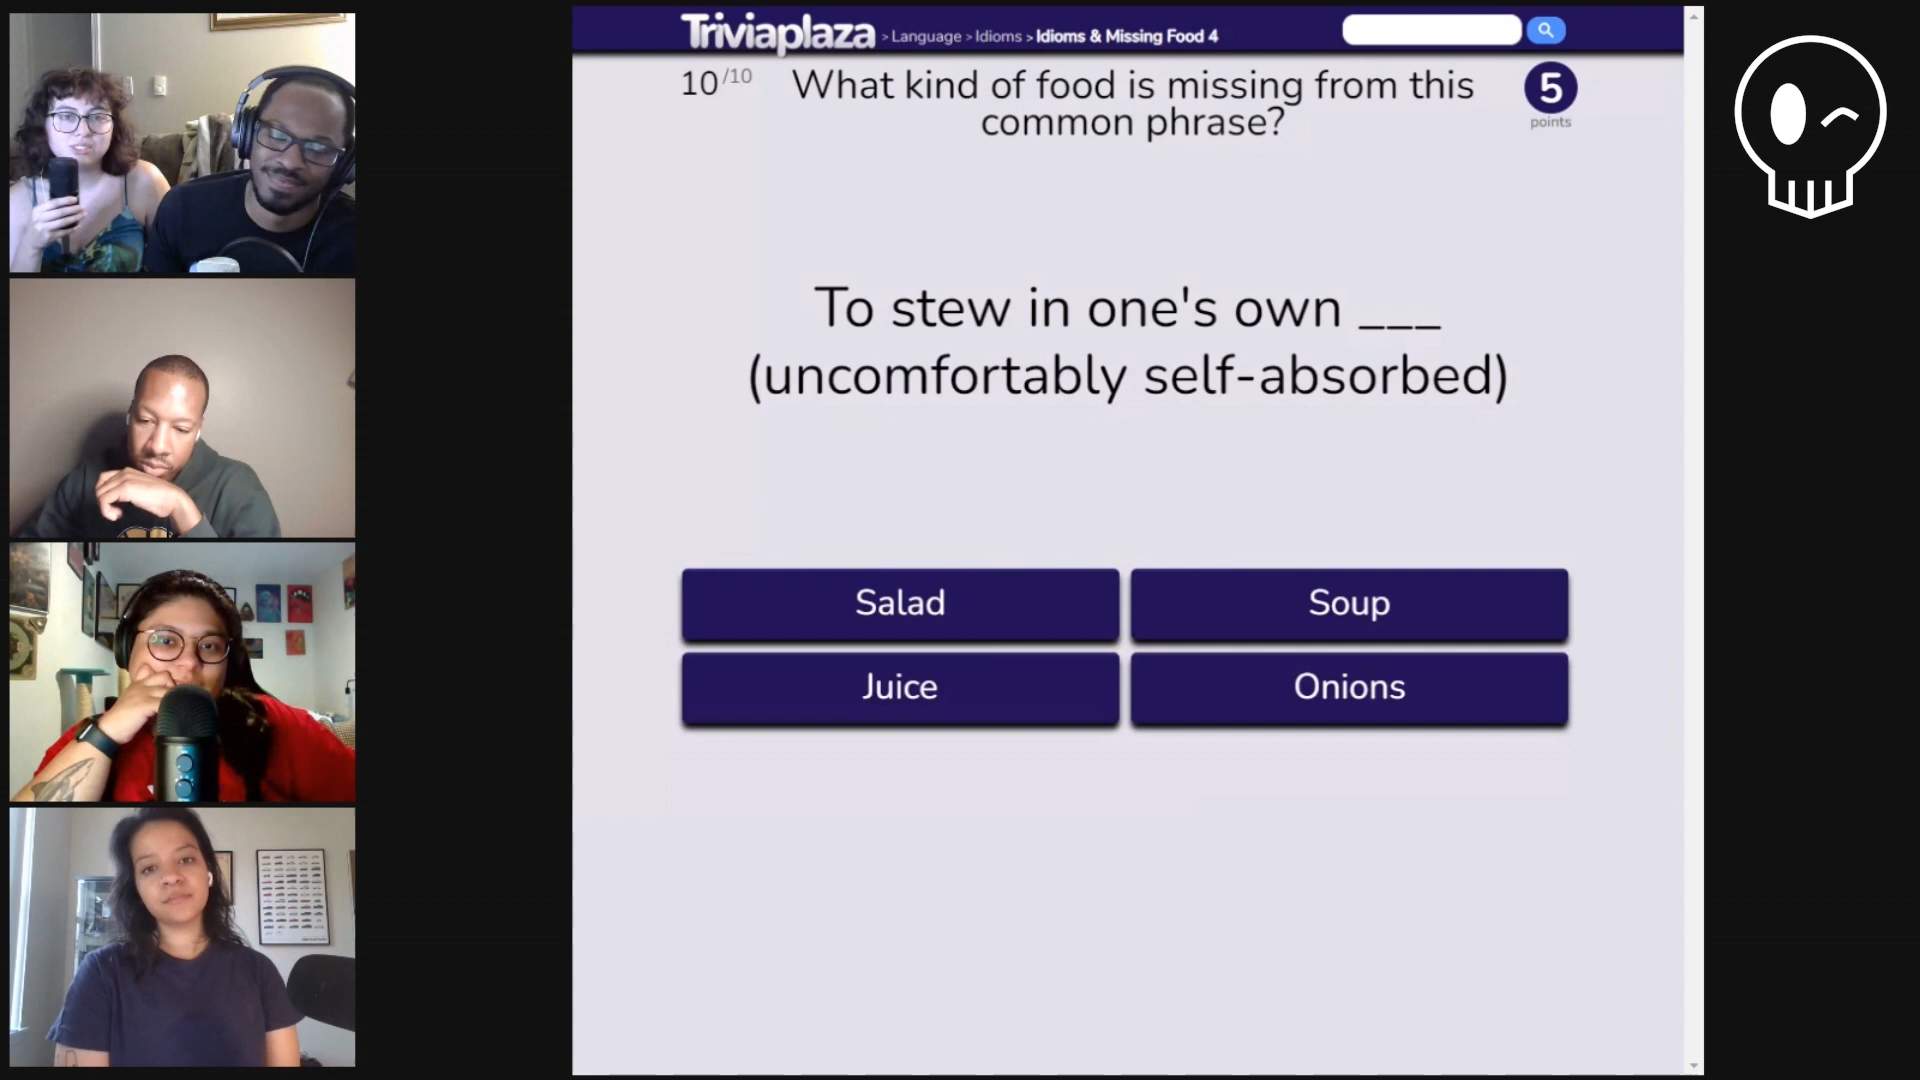 Triviaplaza > Language > Idioms > Idioms & Missing Food 4
10/10
What kind of food is missing from this
common phrase?
5
points
To stew in one's own ___
(uncomfortably self-absorbed)
Salad
Soup
Juice
Onions